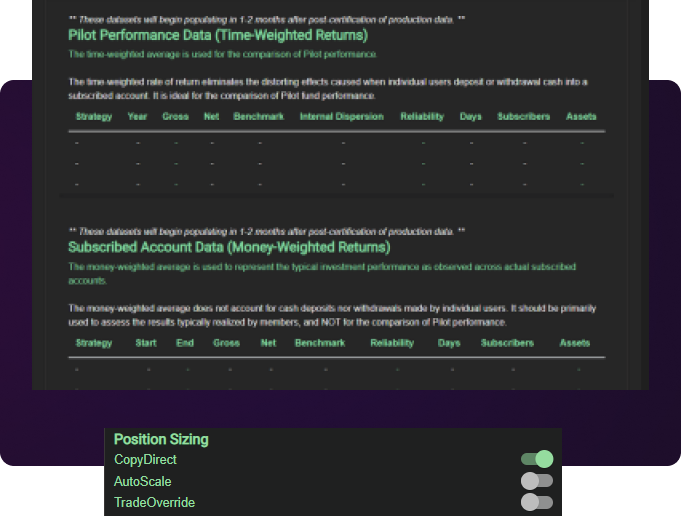 ** These datasets will begin populating in 1-2 months after post-certification of production data. **
Pilot Performance Data (Time-Weighted Returns)
The time-weighted average is used for the comparison of Pilot performance.
The time-weighted rate of return eliminates the distorting effects caused when individual users deposit or withdrawal cash into a
subscribed account. It is ideal for the comparison of Pilot fund performance.
Strategy Year Gross Net Benchmark Internal Dispersion Reliability Days Subscribers Assets
- - - - - - - - - -
- - - - - - - - - -
- - - - - - - - - -
** These datasets will begin populating in 1-2 months after post-certification of production data. **
Subscribed Account Data (Money-Weighted Returns)
The money-weighted average is used to represent the typical investment performance as observed across actual subscribed
accounts.
The money-weighted average does not account for cash deposits nor withdrawals made by individual users. It should be primarily
used to assess the results typically realized by members, and NOT for the comparison of Pilot performance.
Strategy Start End Gross Net Benchmark Reliability Days Subscribers Assets
- - - - - - - - - -
Position Sizing
CopyDirect
AutoScale
TradeOverride